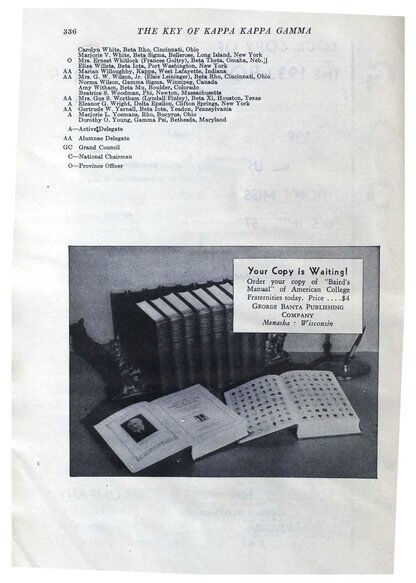 336 THE KEY OF KAPPA KAPPA GAMMA
Carolyn White, Beta Rho, Cincinnati, Ohio
Marjorie V. White, Beta Sigma, Bellerose, Long Island, New York
O Mrs. Ernest Whitlock (Frances Goltry), Beta Theta, Omaha, Neb.
Eliza Willets, Beta Iota, Port Washington, New York
AA Marian Willoughby, Kappa, West Lafayette, Indiana
AA Mrs. G. W. Wilson, Jr. (Elsie Leininger), Beta Rho, Cincinnati, Ohio
Norma Wilson, Gamma Sigma, Winnipeg, Canada
Amy Witham, Beta Mu, Boulder, Colorado
Beatrice S. Woodman, Phi, Newton, Massachusetts
AA Mrs. Gus S. Wortham (Lyndall Finley), Beta Xi, Houston, Texas
A Eleanor G. Wright, Delta Epsilon, Clifton Springs, New York
AA Gertrude W. Yarnall, Beta Iota, Yeadon, Pennsylvania
A Marjorie L. Yoemans, Rho, Bucyrus, Ohio
Dorothy O. Young, Gamma Psi, Bethesda, Maryland
A—Active Delegate
AA Alumnae Delegate
GC Grand Council
C—National Chairman
O—Province Officer
Your Copy is Waiting!
Order your copy of "Baird's
Manual" of American College
Fraternities today. Price ....$4
GEORGE BANTA PUBLISHING
COMPANY
Menasha : Wisconsin